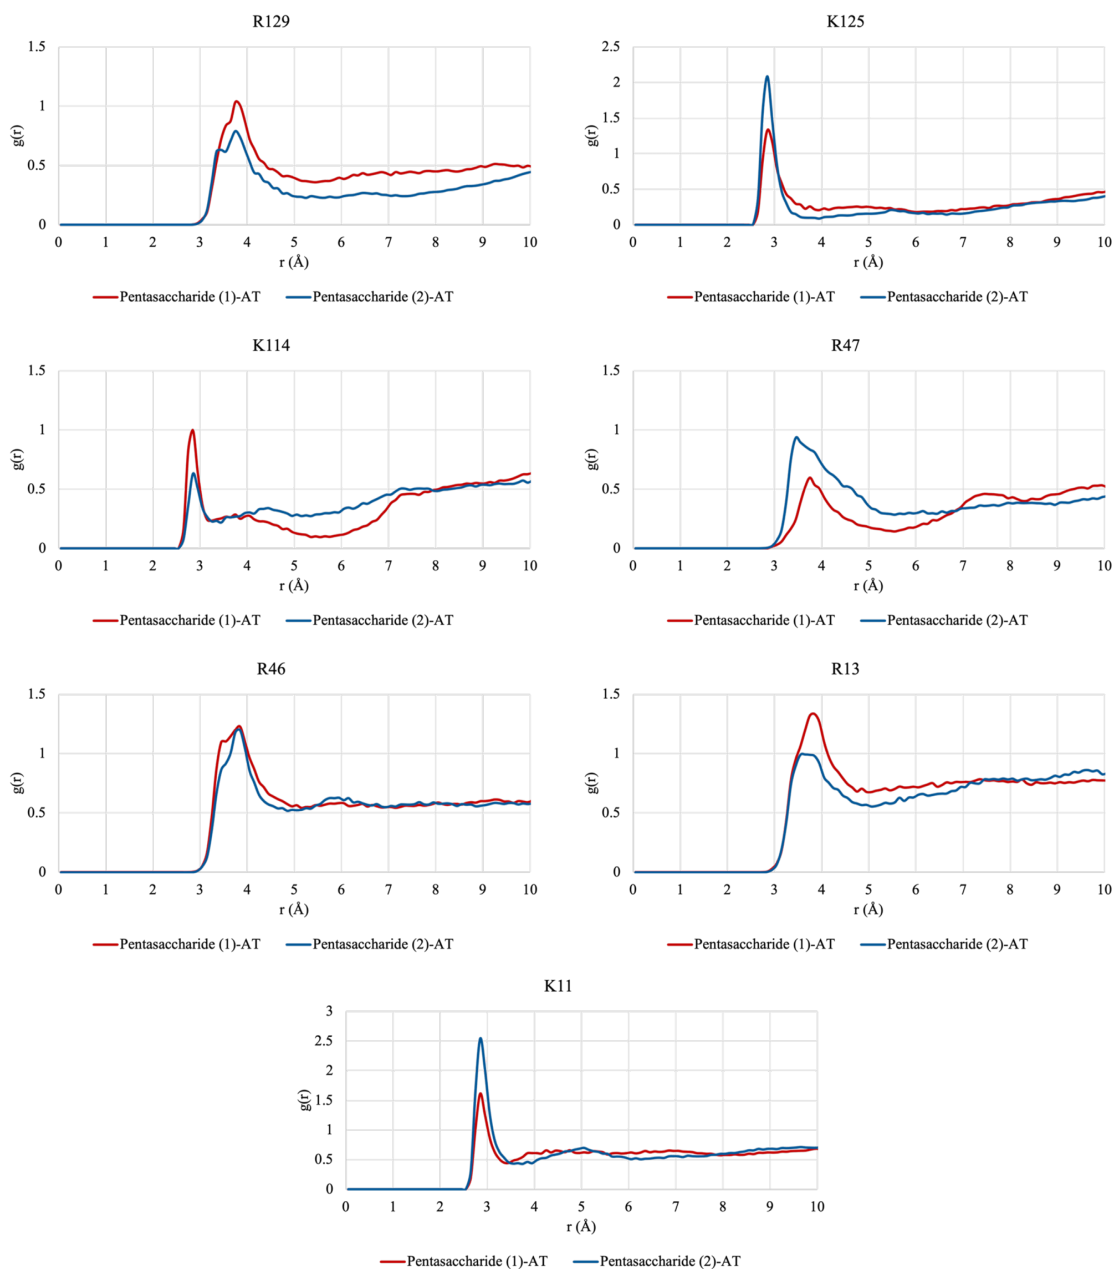 R129
1.5
1
0.5
0
g(r)
0 1 2 3 4 5 6 7 8 9 10
r (Å)
Pentasaccharide (1)-AT Pentasaccharide (2)-AT
K125
2.5
2
1.5
1
0.5
0
g(r)
0 1 2 3 4 5 6 7 8 9 10
r (Å)
Pentasaccharide (1)-AT Pentasaccharide (2)-AT
K114
1.5
1
0.5
0
g(r)
0 1 2 3 4 5 6 7 8 9 10
r (Å)
Pentasaccharide (1)-AT Pentasaccharide (2)-AT
R47
1.5
1
0.5
0
g(r)
0 1 2 3 4 5 6 7 8 9 10
r (Å)
Pentasaccharide (1)-AT Pentasaccharide (2)-AT
R46
1.5
1
0.5
0
g(r)
0 1 2 3 4 5 6 7 8 9 10
r (Å)
Pentasaccharide (1)-AT Pentasaccharide (2)-AT
R13
1.5
1
0.5
0
g(r)
0 1 2 3 4 5 6 7 8 9 10
r (Å)
Pentasaccharide (1)-AT Pentasaccharide (2)-AT
K11
3
2.5
2
1.5
1
0.5
0
g(r)
0 1 2 3 4 5 6 7 8 9 10
r (Å)
Pentasaccharide (1)-AT Pentasaccharide (2)-AT